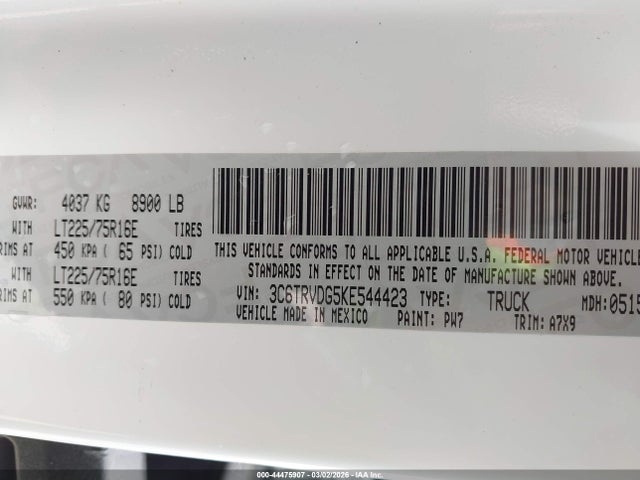 GVWR: 4037 KG 8900 LB
WITH LT225/75R16E TIRES
RIMS AT 450 KPA ( 65 PSI) COLD
WITH LT225/75R16E TIRES
RIMS AT 550 KPA ( 80 PSI) COLD
THIS VEHICLE CONFORMS TO ALL APPLICABLE U.S.A. FEDERAL MOTOR VEHICLE
STANDARDS IN EFFECT ON THE DATE OF MANUFACTURE SHOWN ABOVE.
VIN: 3C6TRVDG5KE544423 TYPE: TRUCK MDH:0515
VEHICLE MADE IN MEXICO PAINT: PW7 TRIM: A7X9
000-44475907 - 03/02/2026 - IAA Inc.